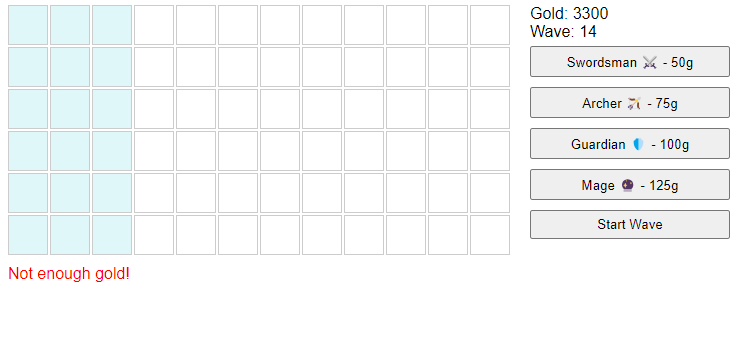 Gold: 3300
Wave: 14
Swordsman ⚔️ - 50g
Archer 🏹 - 75g
Guardian 🛡️ - 100g
Mage 🔮 - 125g
Start Wave
Not enough gold!